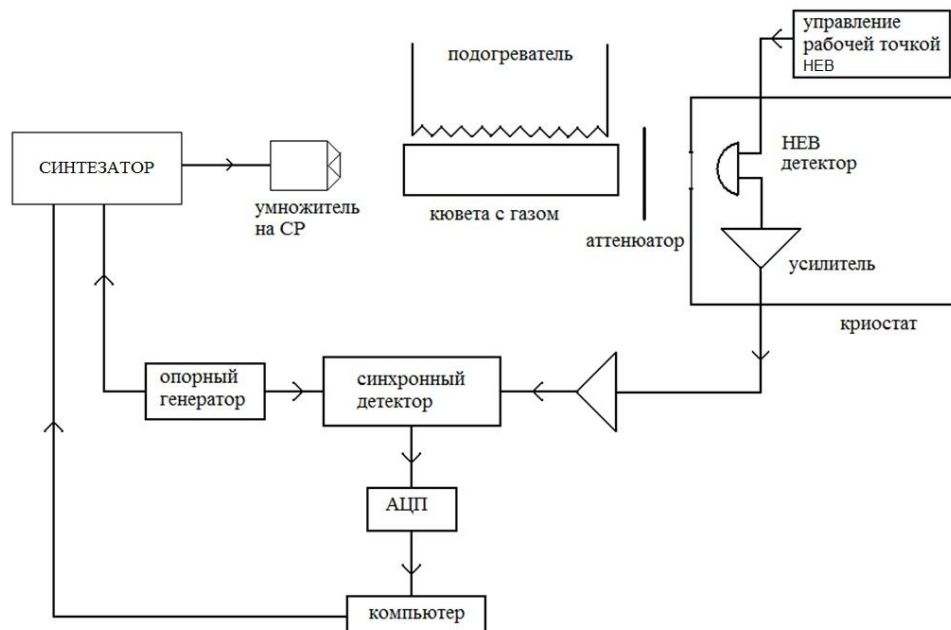 управление
рабочей точкой
НЕВ
подогреватель
НЕВ
детектор
СИНТЕЗАТОР
умножитель
на СР
кювета с газом
аттенюатор
усилитель
криостат
опорный
генератор
синхронный
детектор
АЦП
компьютер